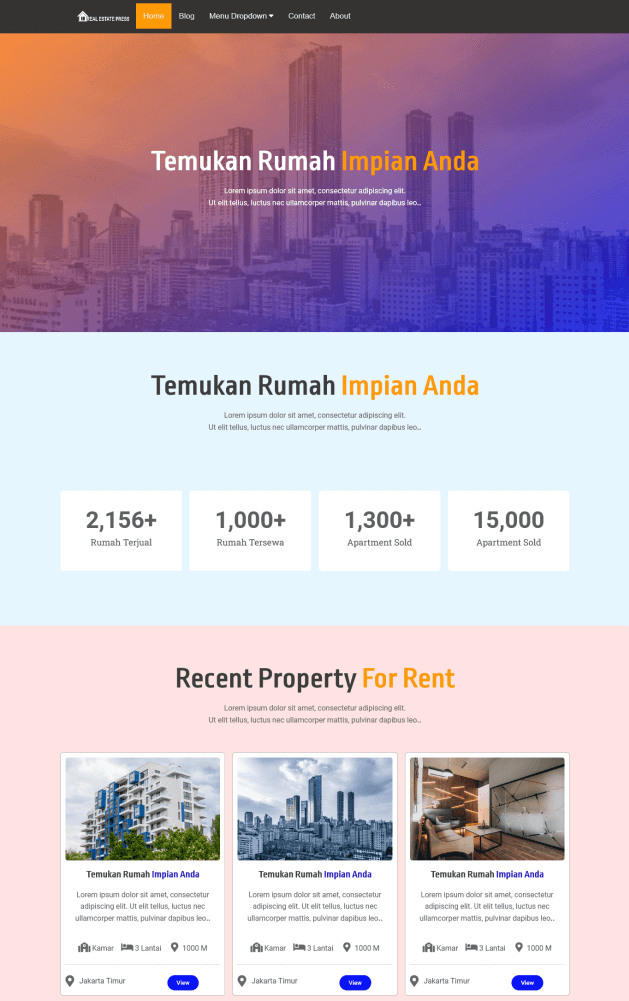 REAL ESTATE PRESS
Home Blog Menu Dropdown Contact About
Temukan Rumah Impian Anda
Lorem ipsum dolor sit amet, consectetur adipiscing elit.
Ut elit tellus, luctus nec ullamcorper mattis, pulvinar dapibus leo..
Temukan Rumah Impian Anda
Lorem ipsum dolor sit amet, consectetur adipiscing elit.
Ut elit tellus, luctus nec ullamcorper mattis, pulvinar dapibus leo..
2,156+
Rumah Terjual
1,000+
Rumah Tersewa
1,300+
Apartment Sold
15,000
Apartment Sold
Recent Property For Rent
Lorem ipsum dolor sit amet, consectetur adipiscing elit.
Ut elit tellus, luctus nec ullamcorper mattis, pulvinar dapibus leo..
Temukan Rumah Impian Anda
Lorem ipsum dolor sit amet, consectetur
adipiscing elit. Ut elit tellus, luctus nec
ullamcorper mattis, pulvinar dapibus leo..
Kamar 3 Lantai 1000 M
Jakarta Timur View
Temukan Rumah Impian Anda
Lorem ipsum dolor sit amet, consectetur
adipiscing elit. Ut elit tellus, luctus nec
ullamcorper mattis, pulvinar dapibus leo..
Kamar 3 Lantai 1000 M
Jakarta Timur View
Temukan Rumah Impian Anda
Lorem ipsum dolor sit amet, consectetur
adipiscing elit. Ut elit tellus, luctus nec
ullamcorper mattis, pulvinar dapibus leo..
Kamar 3 Lantai 1000 M
Jakarta Timur View